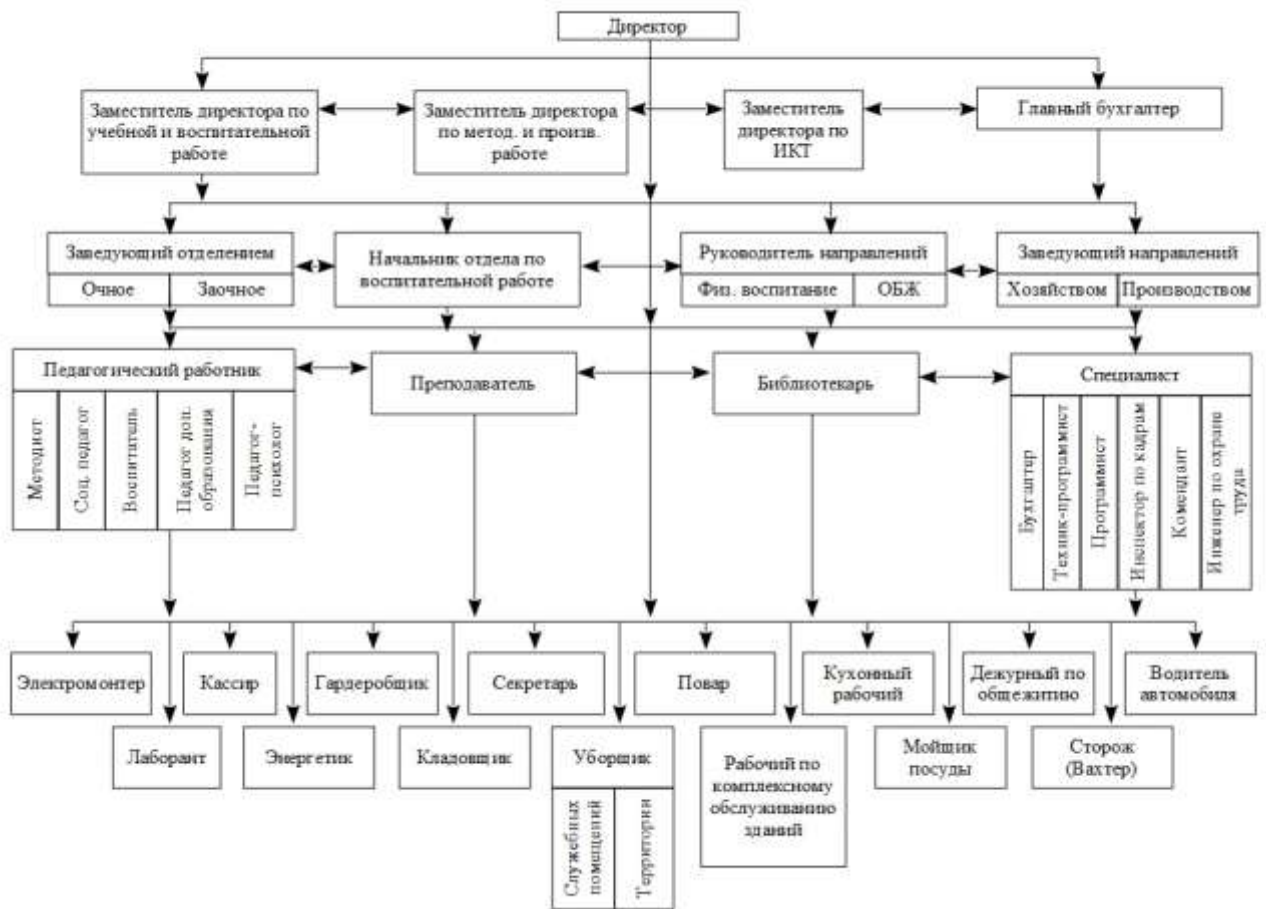 Директор
Заместитель директора по
учебной и воспитательной
работе
Заместитель директора
по метод. и произв.
работе
Заместитель
директора по
ИКТ
Главный бухгалтер
Заведующий отделением
Очное
Заочное
Начальник отдела по
воспитательной работе
Руководитель направлений
Физ. воспитание
ОБЖ
Заведующий направлений
Хозяйством
Производством
Педагогический работник
Методист
Соц. педагог
Воспитатель
Педагог доп.
образования
Педагог-
психолог
Преподаватель
Библиотекарь
Специалист
Бухгалтер
Техник-программист
Программист
Инспектор по кадрам
Комендант
Инженер по охране
труда
Электромонтер
Кассир
Гардеробщик
Секретарь
Повар
Кухонный
рабочий
Дежурный по
общежитию
Водитель
автомобиля
Лаборант
Энергетик
Кладовщик
Уборщик
Служебных
помещений
Территории
Рабочий по
комплексному
обслуживанию
зданий
Мойщик
посуды
Сторож
(Вахтер)